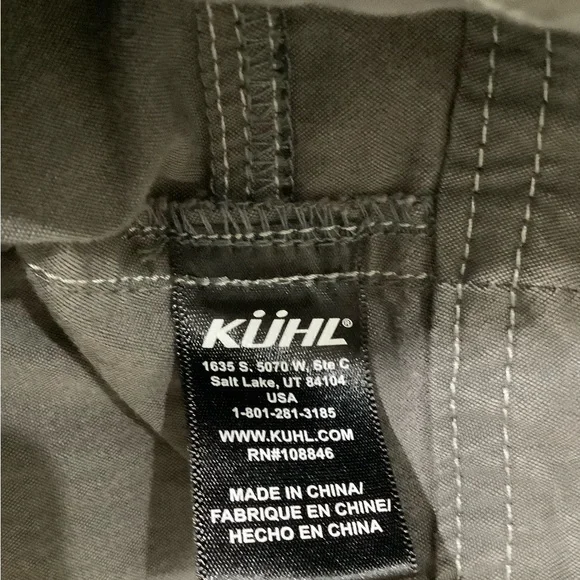 KÜHL®
1635 S. 5070 W, Ste C
Salt Lake, UT 84104
USA
1-801-281-3185
WWW.KUHL.COM
RN#108846
MADE IN CHINA/
FABRIQUE EN CHINE/
HECHO EN CHINA